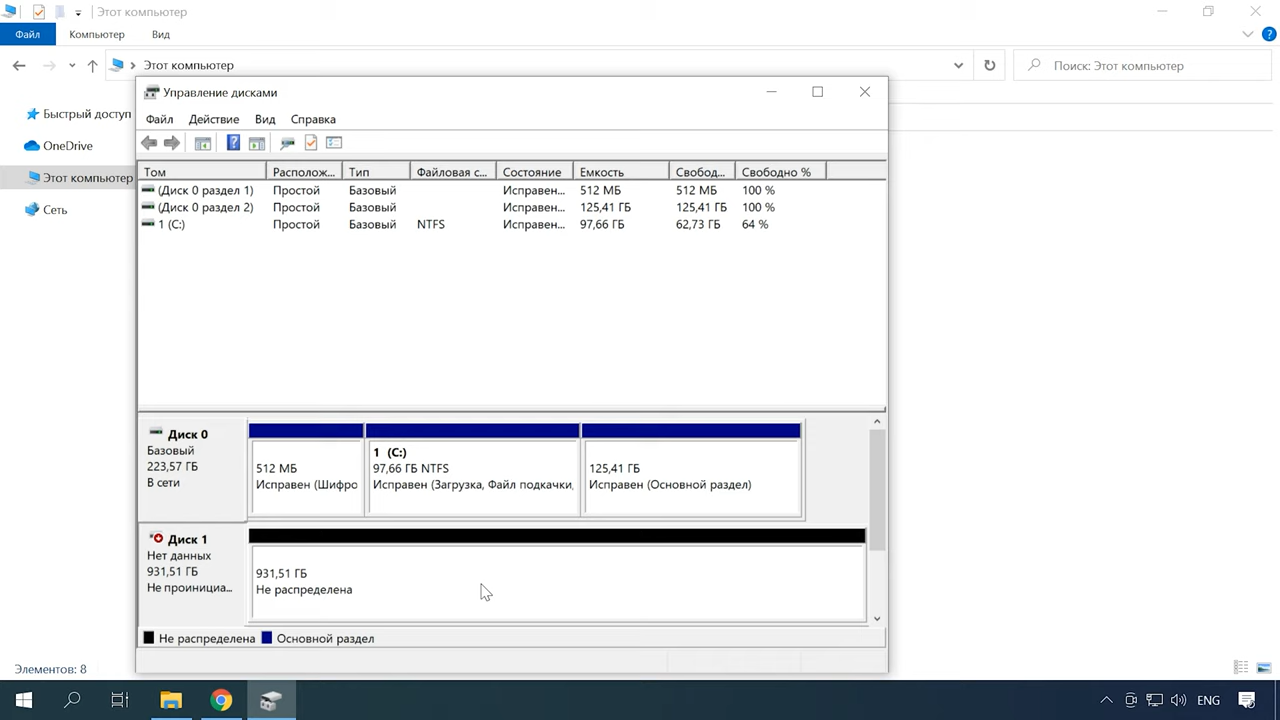 Этот компьютер
Файл Компьютер Вид
Этот компьютер
Поиск: Этот компьютер
Быстрый доступ
OneDrive
Этот компьютер
Сеть
Управление дисками
Файл Действие Вид Справка
Том Располож... Тип Файловая с... Состояние Емкость Свобод... Свободно %
(Диск 0 раздел 1) Простой Базовый Исправен... 512 МБ 512 МБ 100 %
(Диск 0 раздел 2) Простой Базовый Исправен... 125,41 ГБ 125,41 ГБ 100 %
1 (C:) Простой Базовый NTFS Исправен... 97,66 ГБ 62,73 ГБ 64 %
Диск 0
Базовый
223,57 ГБ
В сети
512 МБ
Исправен (Шифро
1 (C:)
97,66 ГБ NTFS
Исправен (Загрузка, Файл подкачки,
125,41 ГБ
Исправен (Основной раздел)
Диск 1
Нет данных
931,51 ГБ
Не проинициа...
931,51 ГБ
Не распределена
Не распределена Основной раздел
Элементов: 8
ENG